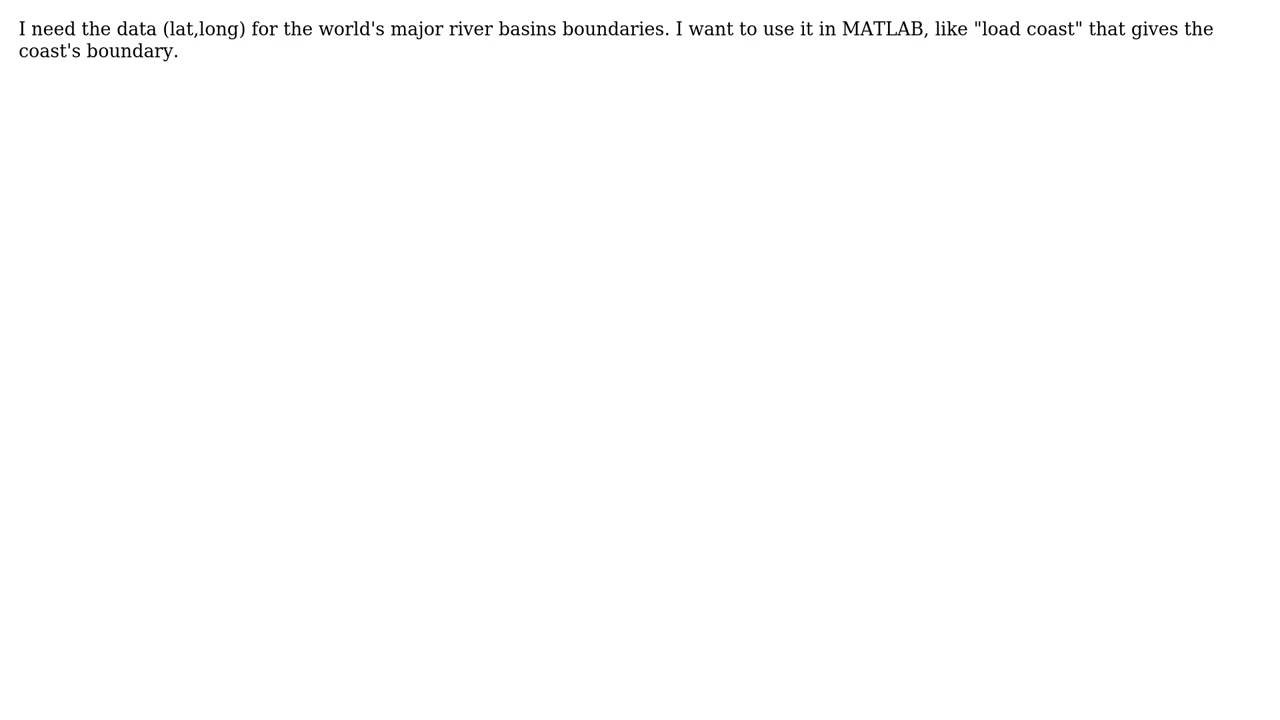 I need the data (lat,long) for the world's major river basins boundaries. I want to use it in MATLAB, like "load coast" that gives the
coast's boundary.